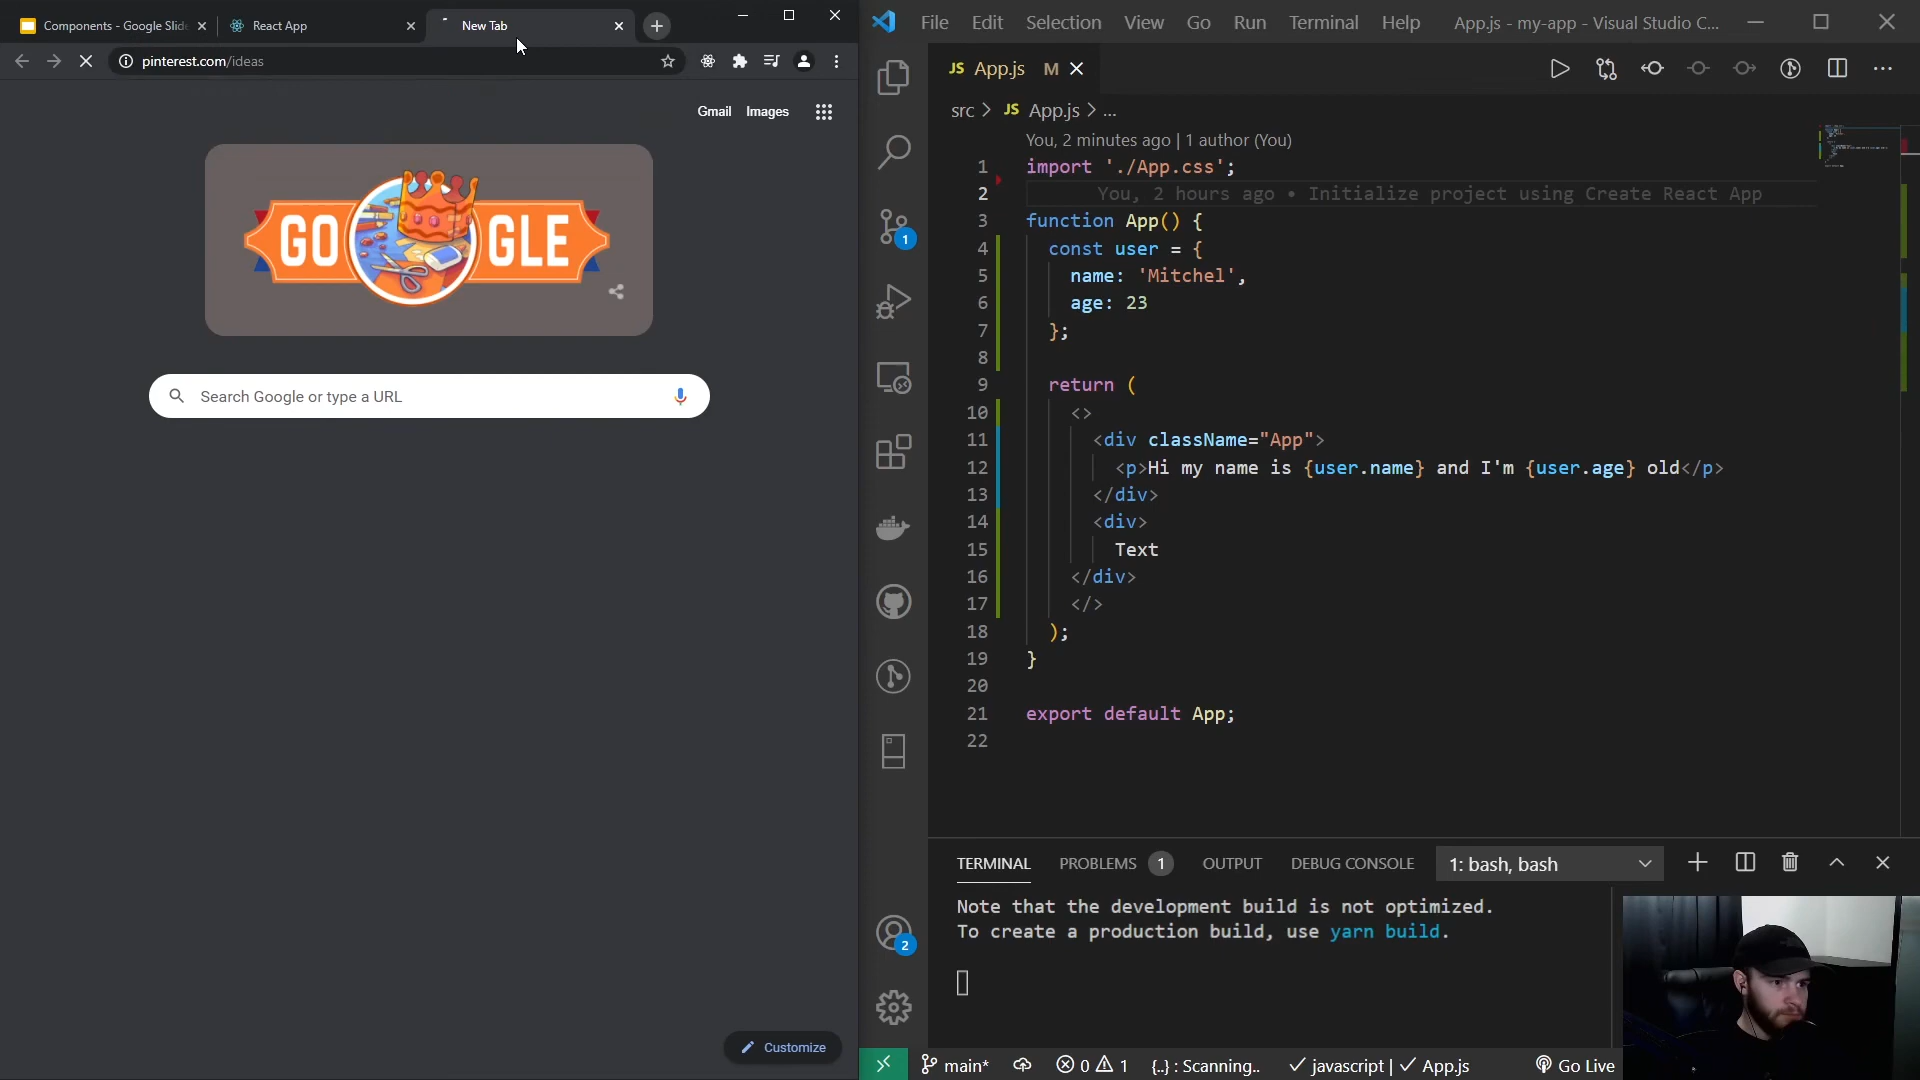 Components - Google Slide
React App
New Tab
pinterest.com/ideas
Gmail Images
GO GLE
Search Google or type a URL
Customize
File Edit Selection View Go Run Terminal Help App.js - my-app - Visual Studio C...
JS App.js M
src > JS App.js > ...
You, 2 minutes ago | 1 author (You)
1 import './App.css';
2 You, 2 hours ago • Initialize project using Create React App
3 function App() {
4 const user = {
5 name: 'Mitchel',
6 age: 23
7 };
8
9 return (
10 <>
11 <div className="App">
12 <p>Hi my name is {user.name} and I'm {user.age} old</p>
13 </div>
14 <div>
15 Text
16 </div>
17 </>
18 );
19 }
20
21 export default App;
22
1
2
TERMINAL PROBLEMS 1 OUTPUT DEBUG CONSOLE 1: bash, bash
Note that the development build is not optimized.
To create a production build, use yarn build.
main* 0 1 {..} : Scanning.. javascript | App.js Go Live